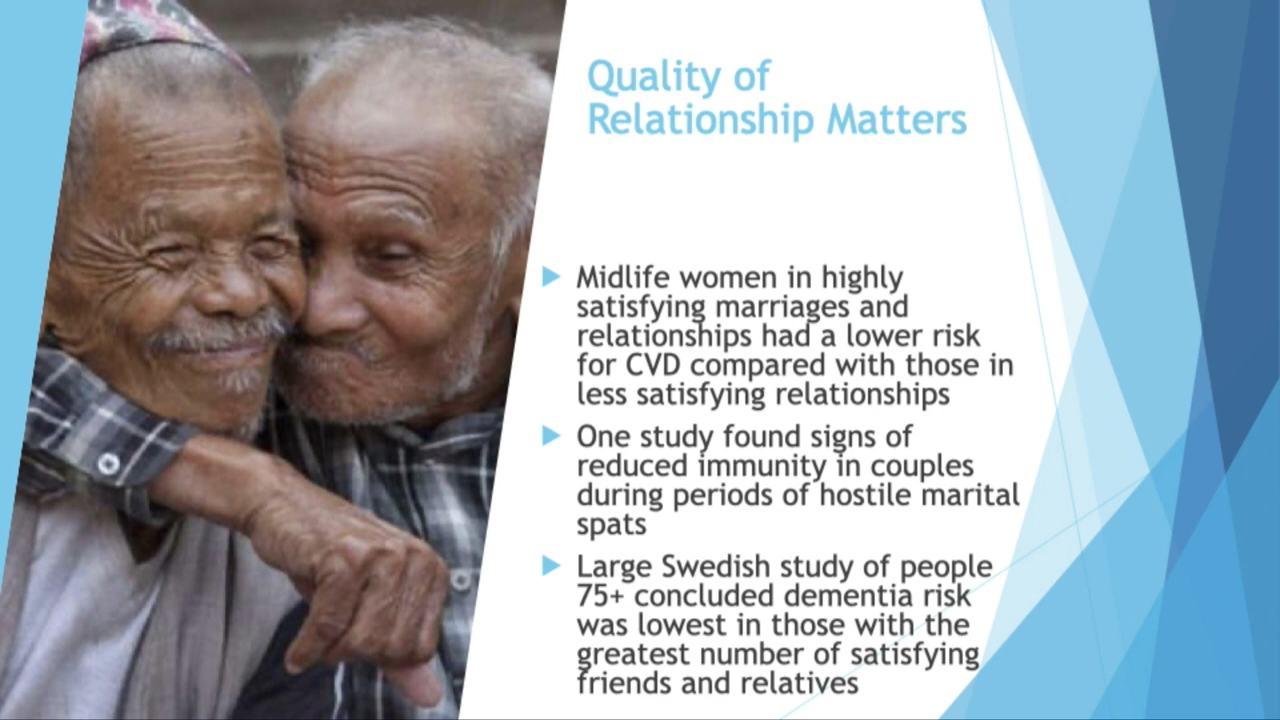 Quality of
Relationship Matters
Midlife women in highly
satisfying marriages and
relationships had a lower risk
for CVD compared with those in
less satisfying relationships
One study found signs of
reduced immunity in couples
during periods of hostile marital
spats
Large Swedish study of people
75+ concluded dementia risk
was lowest in those with the
greatest number of satisfying
friends and relatives